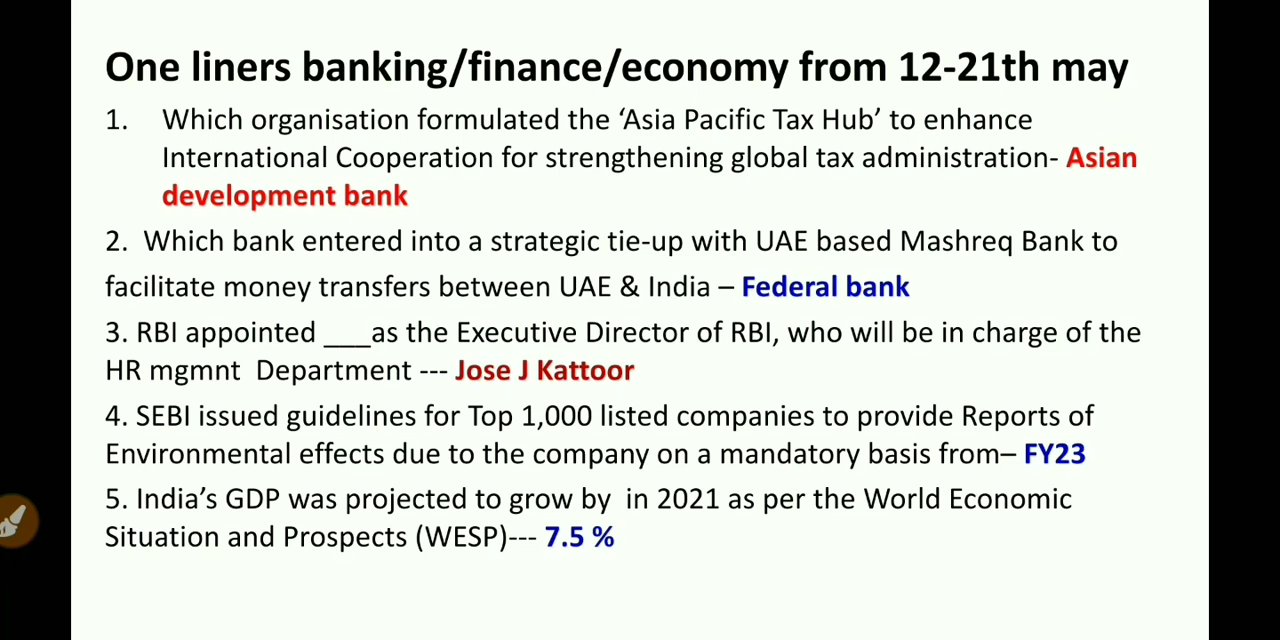 One liners banking/finance/economy from 12-21th may
1. Which organisation formulated the ‘Asia Pacific Tax Hub’ to enhance
International Cooperation for strengthening global tax administration- Asian
development bank
2. Which bank entered into a strategic tie-up with UAE based Mashreq Bank to
facilitate money transfers between UAE & India – Federal bank
3. RBI appointed ___as the Executive Director of RBI, who will be in charge of the
HR mgmnt Department --- Jose J Kattoor
4. SEBI issued guidelines for Top 1,000 listed companies to provide Reports of
Environmental effects due to the company on a mandatory basis from– FY23
5. India’s GDP was projected to grow by in 2021 as per the World Economic
Situation and Prospects (WESP)--- 7.5 %